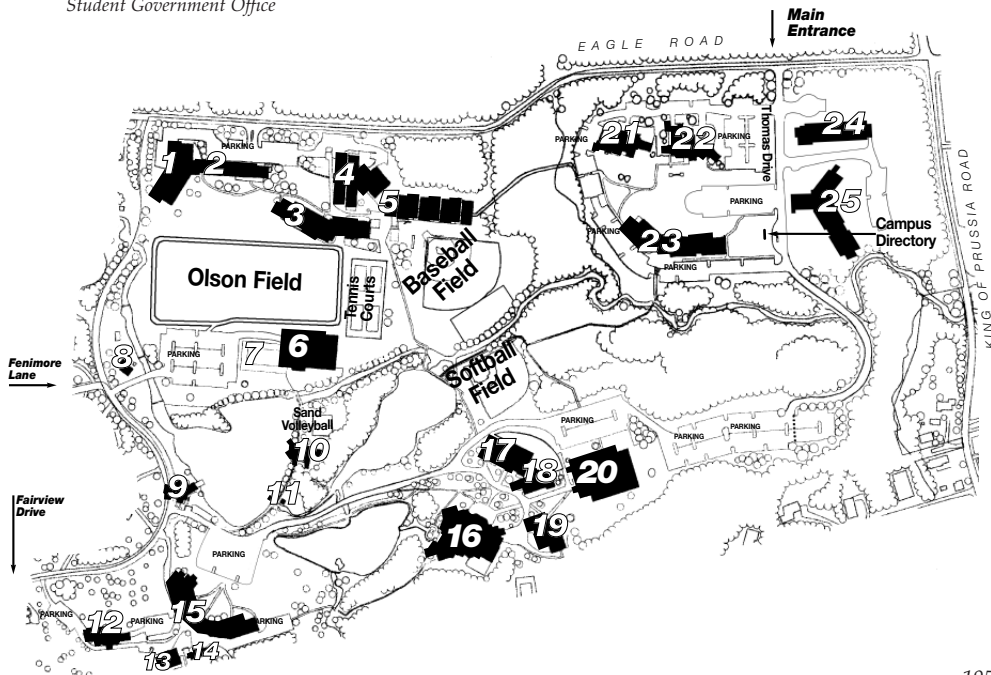 Student Government Office
Main
Entrance
EAGLE ROAD
Thomas Drive
PARKING
PARKING
21
22
PARKING
24
1
2
4
5
3
PARKING
25
KING OF PRUSSIA ROAD
PARKING
23
PARKING
Campus
Directory
Baseball
Field
Olson Field
Tennis
Courts
6
7
8
PARKING
Fenimore
Lane
Softball
Field
Sand
Volleyball
PARKING
PARKING
PARKING
10
17
18
20
9
11
Fairview
Drive
16
19
PARKING
PARKING
12
PARKING
15
PARKING
13
14
195